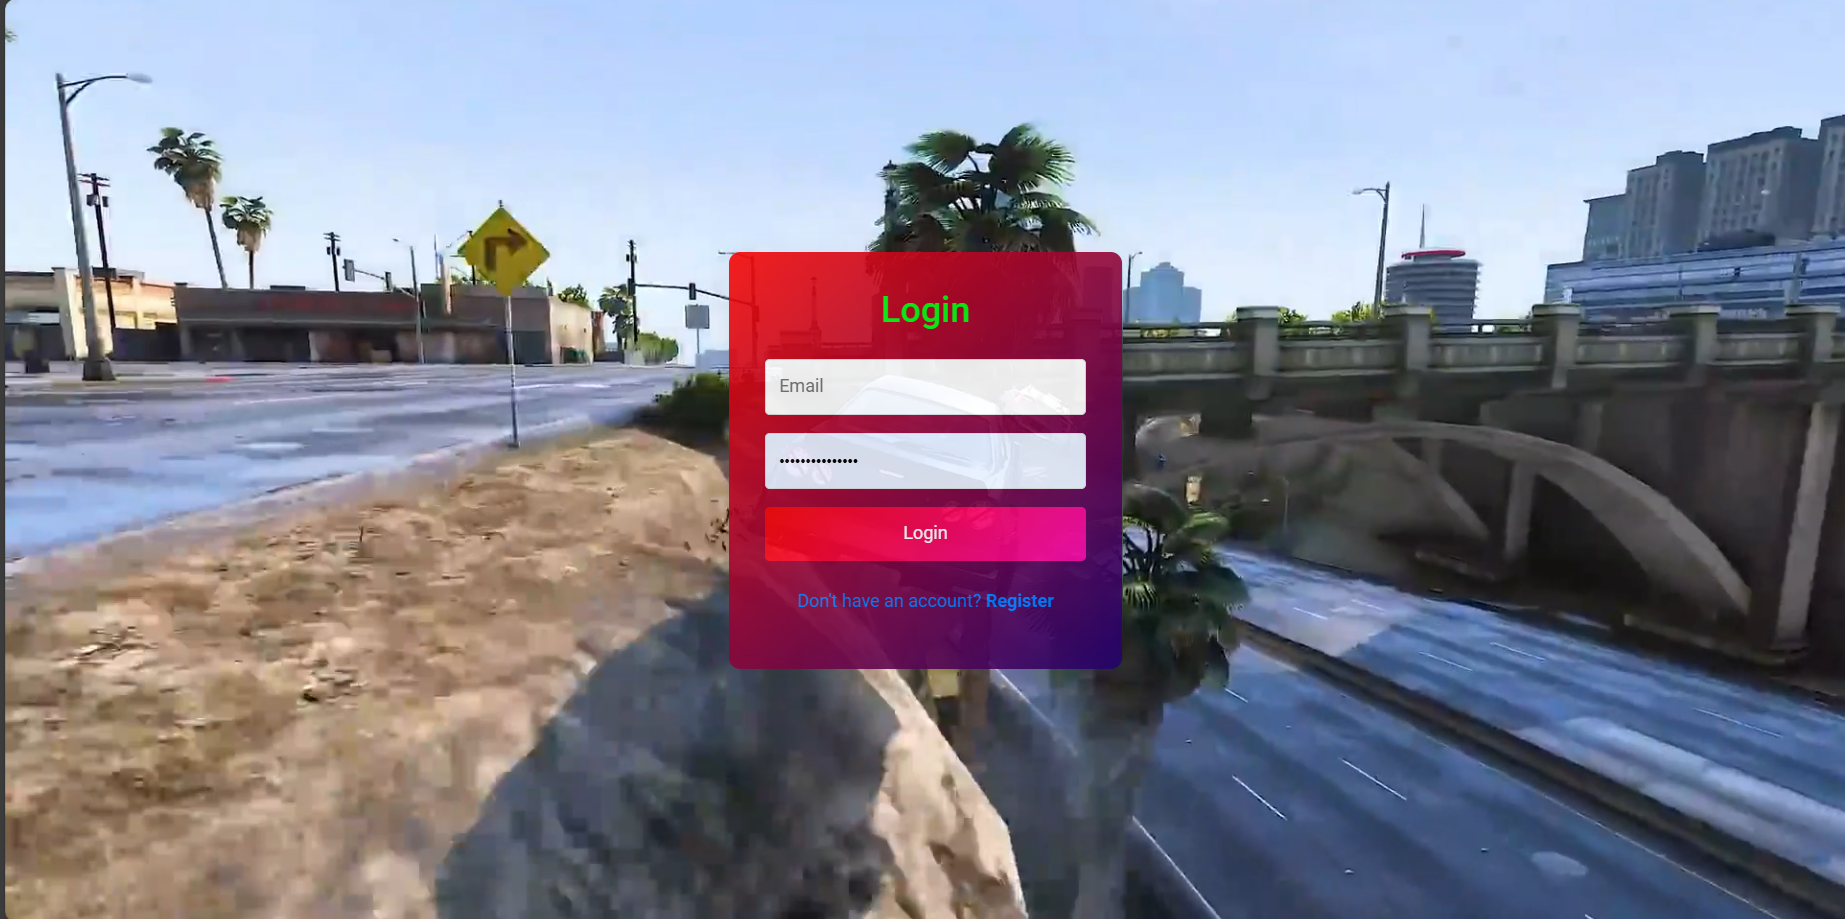 Login
Email
•••••••••••••••
Login
Don't have an account? Register